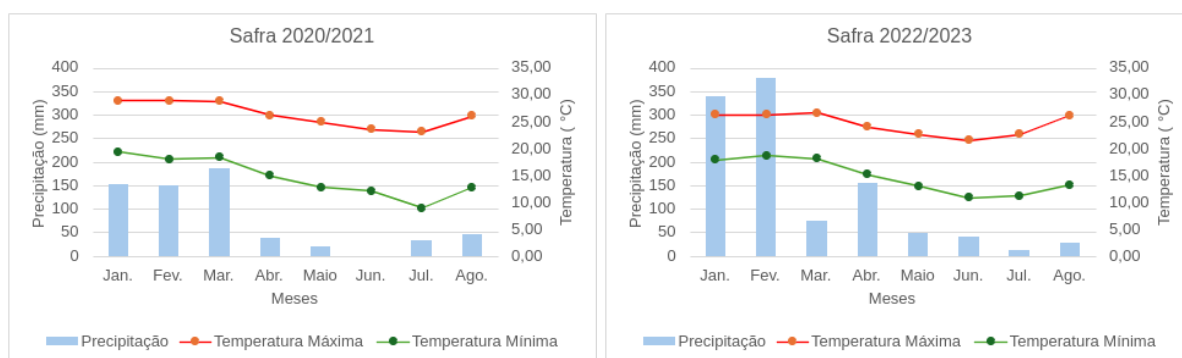 Safra 2020/2021
Precipitação (mm)
400
350
300
250
200
150
100
50
0
35,00
30,00
25,00
20,00
15,00
10,00
5,00
0,00
Temperatura ( °C)
Jan. Fev. Mar. Abr. Maio Jun. Jul. Ago.
Meses
Precipitação Temperatura Máxima Temperatura Mínima
Safra 2022/2023
Precipitação (mm)
400
350
300
250
200
150
100
50
0
35,00
30,00
25,00
20,00
15,00
10,00
5,00
0,00
Temperatura ( °C)
Jan. Fev. Mar. Abr. Maio Jun. Jul. Ago.
Meses
Precipitação Temperatura Máxima Temperatura Mínima